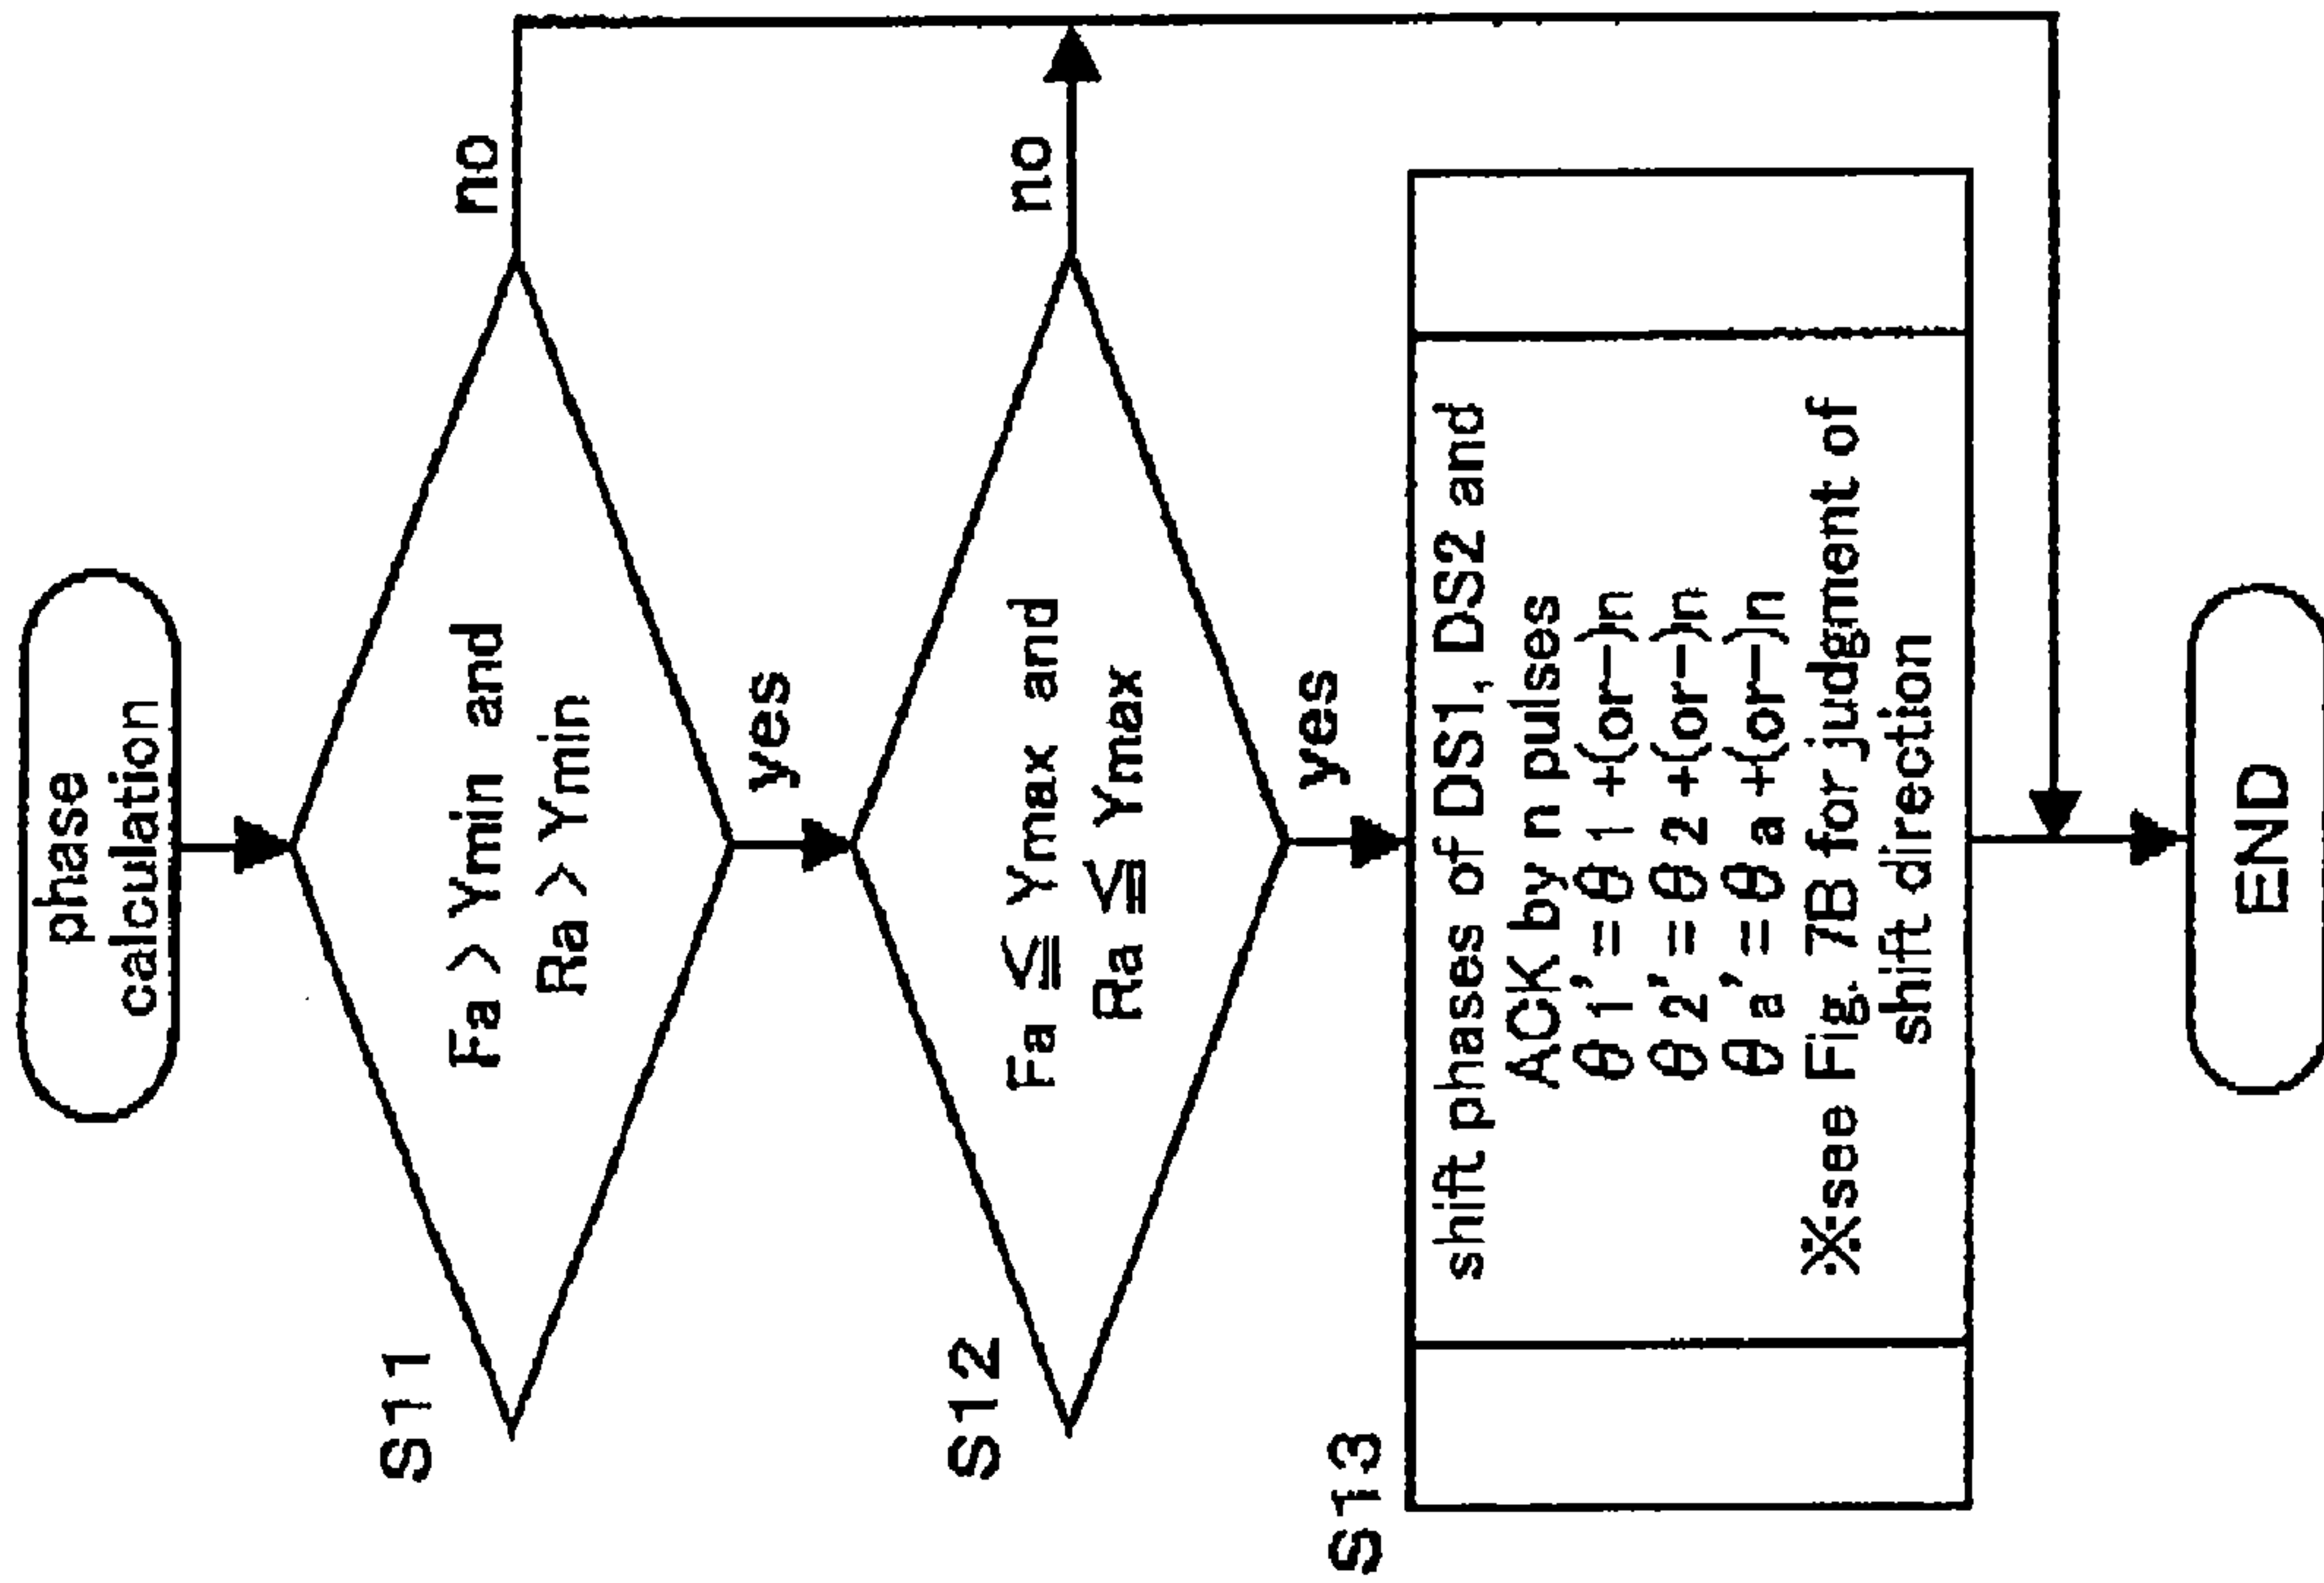 phase
calculation
S11
Fa > Ymin and
Ra > Ymin
no
yes
S12
Fa ≦ Ymax and
Ra ≦ Ymax
no
yes
S13
shift phases of DS1, DS2 and
ACK by n pulses
θ1'=θ1+(or-)n
θ2'=θ2+(or-)n
θa'=θa+(or-)n
※see Fig. 7B for judgment of
shift direction
END